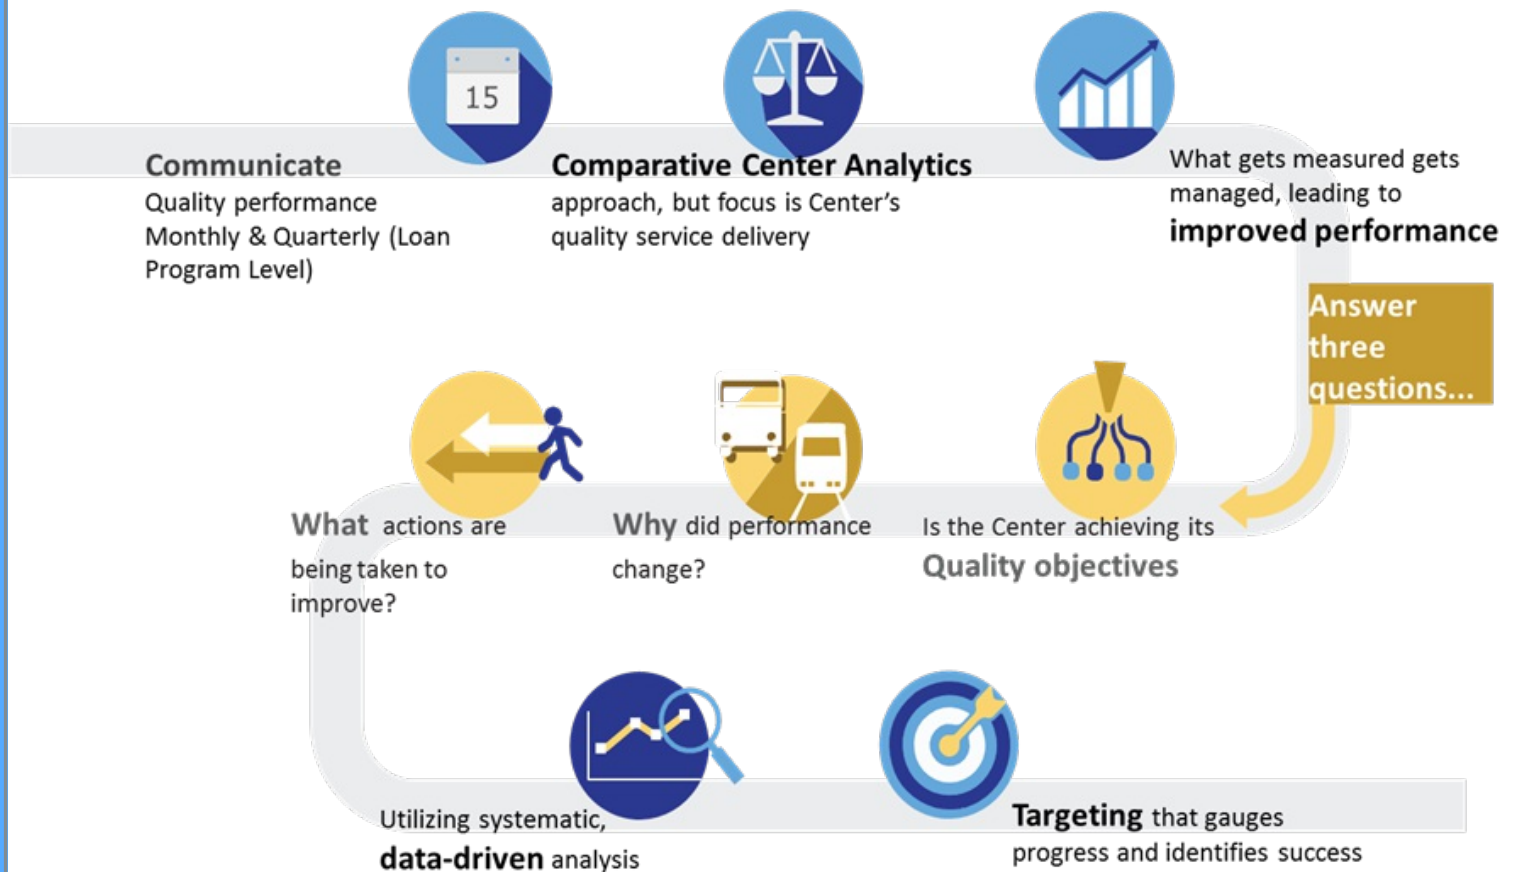 15
Communicate
Quality performance
Monthly & Quarterly (Loan
Program Level)
Comparative Center Analytics
approach, but focus is Center’s
quality service delivery
What gets measured gets
managed, leading to
improved performance
Answer
three
questions...
Is the Center achieving its
Quality objectives
Why did performance
change?
What actions are
being taken to
improve?
Utilizing systematic,
data-driven analysis
Targeting that gauges
progress and identifies success